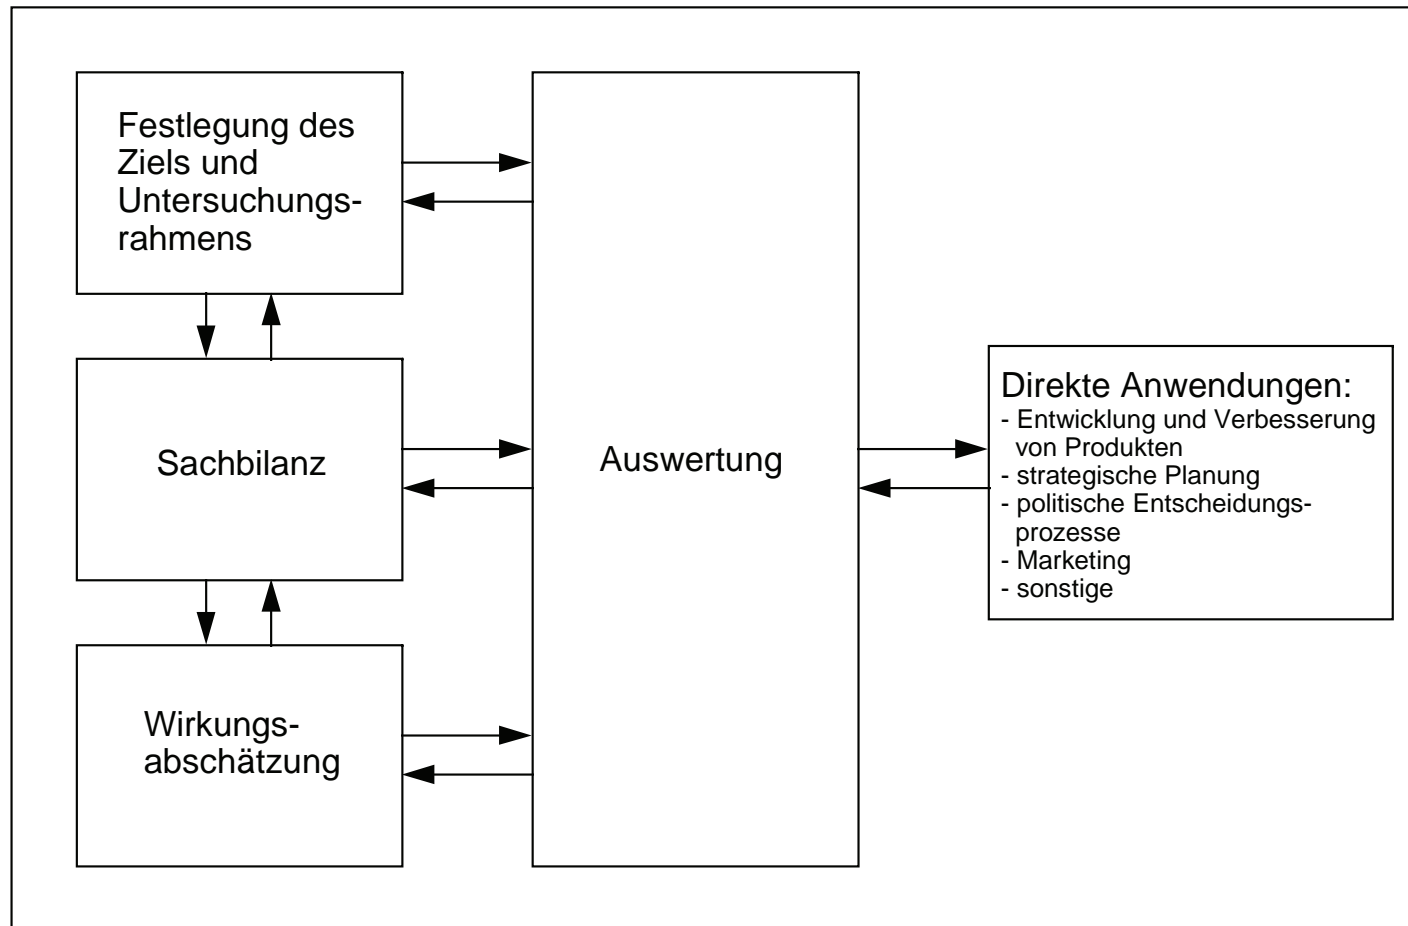 Festlegung des
Ziels und
Untersuchungs-
rahmens
Sachbilanz
Wirkungs-
abschätzung
Auswertung
Direkte Anwendungen:
- Entwicklung und Verbesserung
von Produkten
- strategische Planung
- politische Entscheidungs-
prozesse
- Marketing
- sonstige